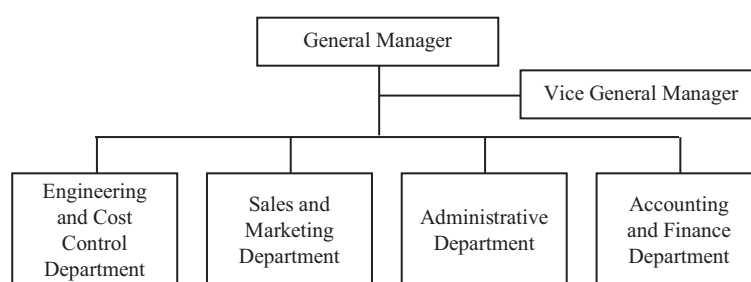 General Manager
Vice General Manager
Engineering
and Cost
Control
Department
Sales and
Marketing
Department
Administrative
Department
Accounting
and Finance
Department